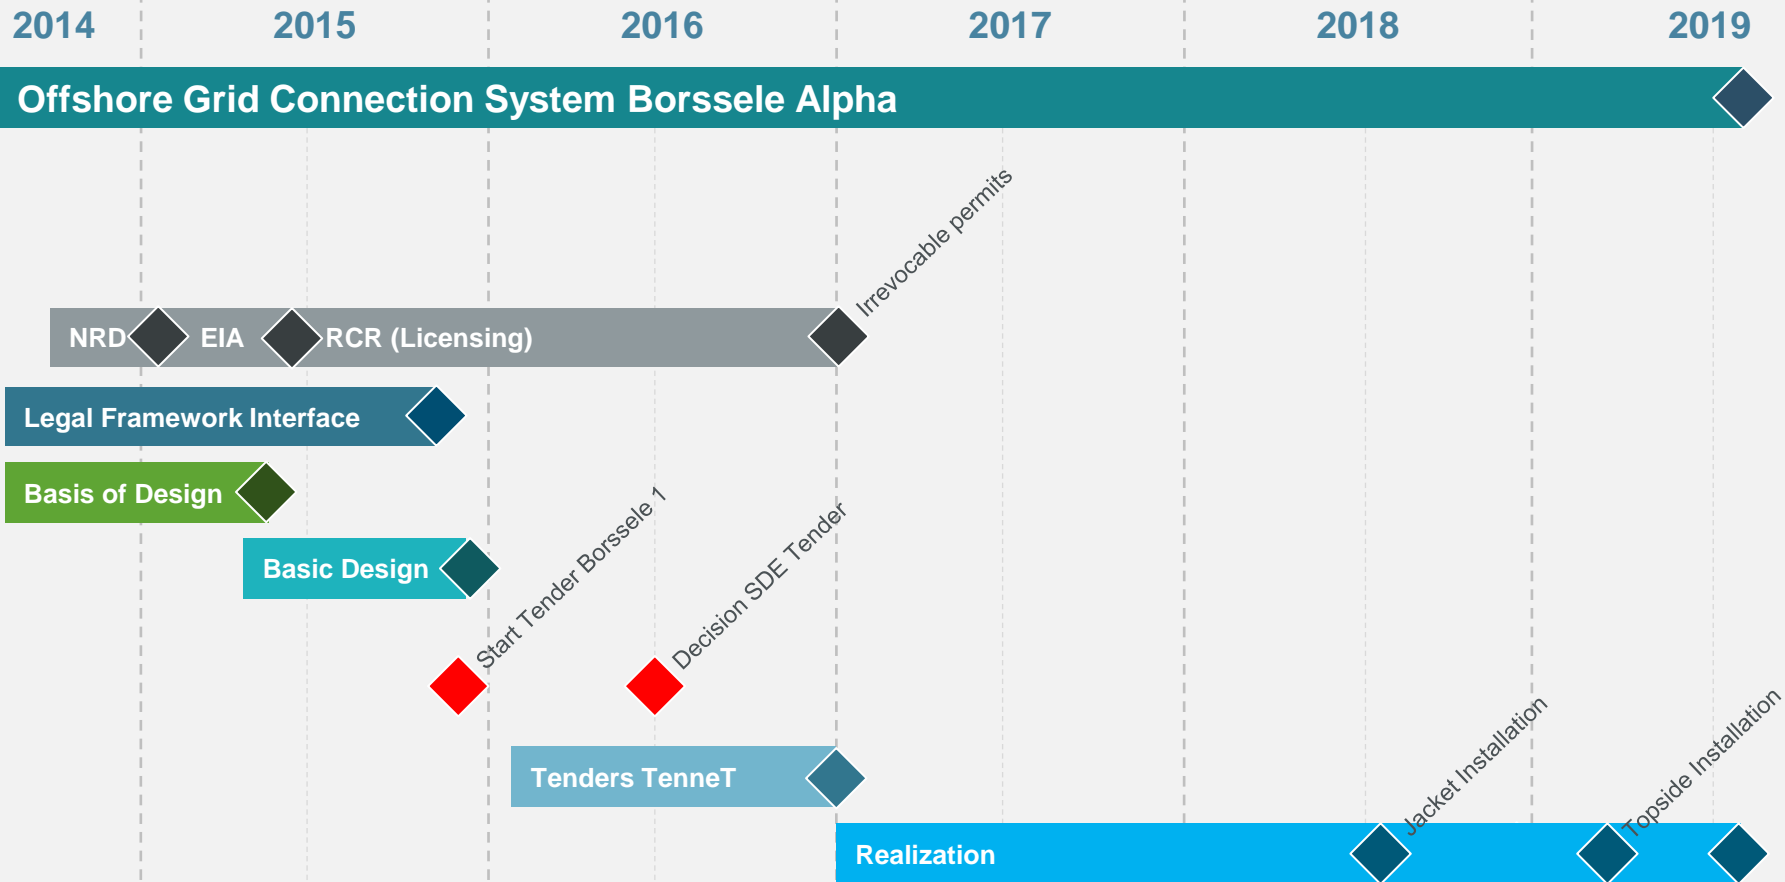 2014 2015 2016 2017 2018 2019
Offshore Grid Connection System Borssele Alpha
Irrevocable permits
NRD EIA RCR (Licensing)
Legal Framework Interface
Basis of Design
Basic Design
Start Tender Borssele 1
Decision SDE Tender
Tenders TenneT
Jacket Installation
Topside Installation
Realization